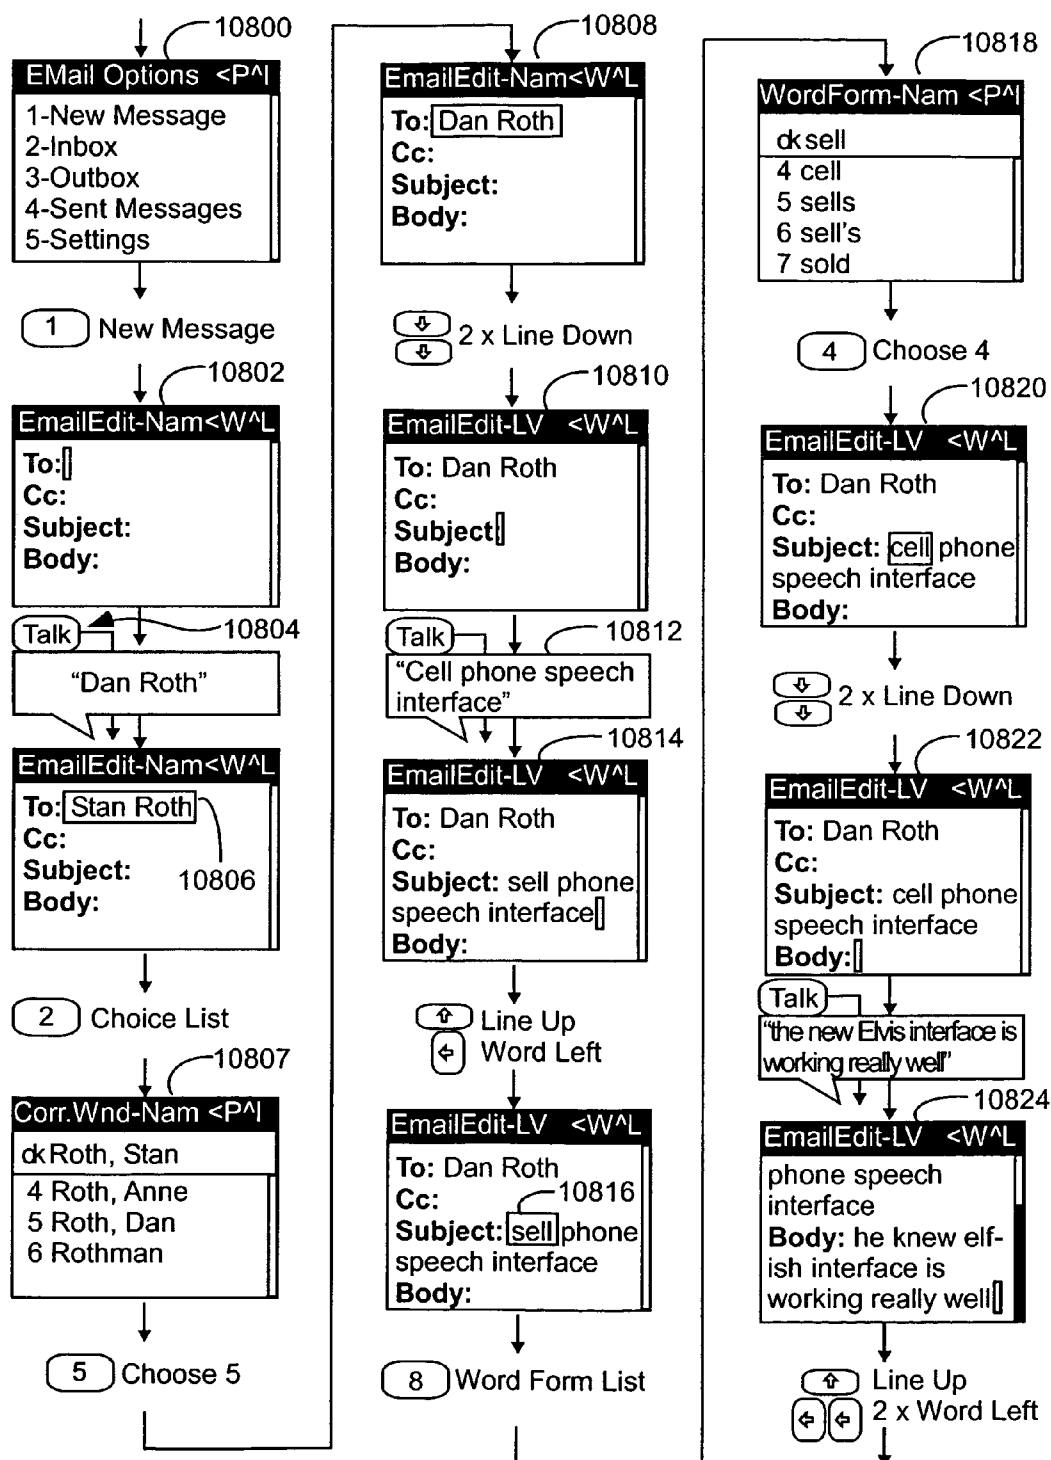 10800
EMail Options <P^l
1-New Message
2-Inbox
3-Outbox
4-Sent Messages
5-Settings
1 New Message
10802
EmailEdit-Nam<W^L
To:
Cc:
Subject:
Body:
Talk
10804
“Dan Roth”
EmailEdit-Nam<W^L
To: Stan Roth
Cc:
Subject:
10806
Body:
2 Choice List
10807
Corr.Wnd-Nam <P^l
ok Roth, Stan
4 Roth, Anne
5 Roth, Dan
6 Rothman
5 Choose 5
10808
EmailEdit-Nam<W^L
To: Dan Roth
Cc:
Subject:
Body:
2 x Line Down
10810
EmailEdit-LV <W^L
To: Dan Roth
Cc:
Subject:
Body:
Talk
10812
“Cell phone speech
interface”
10814
EmailEdit-LV <W^L
To: Dan Roth
Cc:
Subject: sell phone
speech interface
Body:
Line Up
Word Left
EmailEdit-LV <W^L
To: Dan Roth
Cc:
10816
Subject: sell phone
speech interface
Body:
8 Word Form List
10818
WordForm-Nam <P^l
ok sell
4 cell
5 sells
6 sell's
7 sold
4 Choose 4
10820
EmailEdit-LV <W^L
To: Dan Roth
Cc:
Subject: cell phone
speech interface
Body:
2 x Line Down
10822
EmailEdit-LV <W^L
To: Dan Roth
Cc:
Subject: cell phone
speech interface
Body:
Talk
“the new Elvis interface is
working really well”
10824
EmailEdit-LV <W^L
phone speech
interface
Body: he knew elf-
ish interface is
working really well
Line Up
2 x Word Left